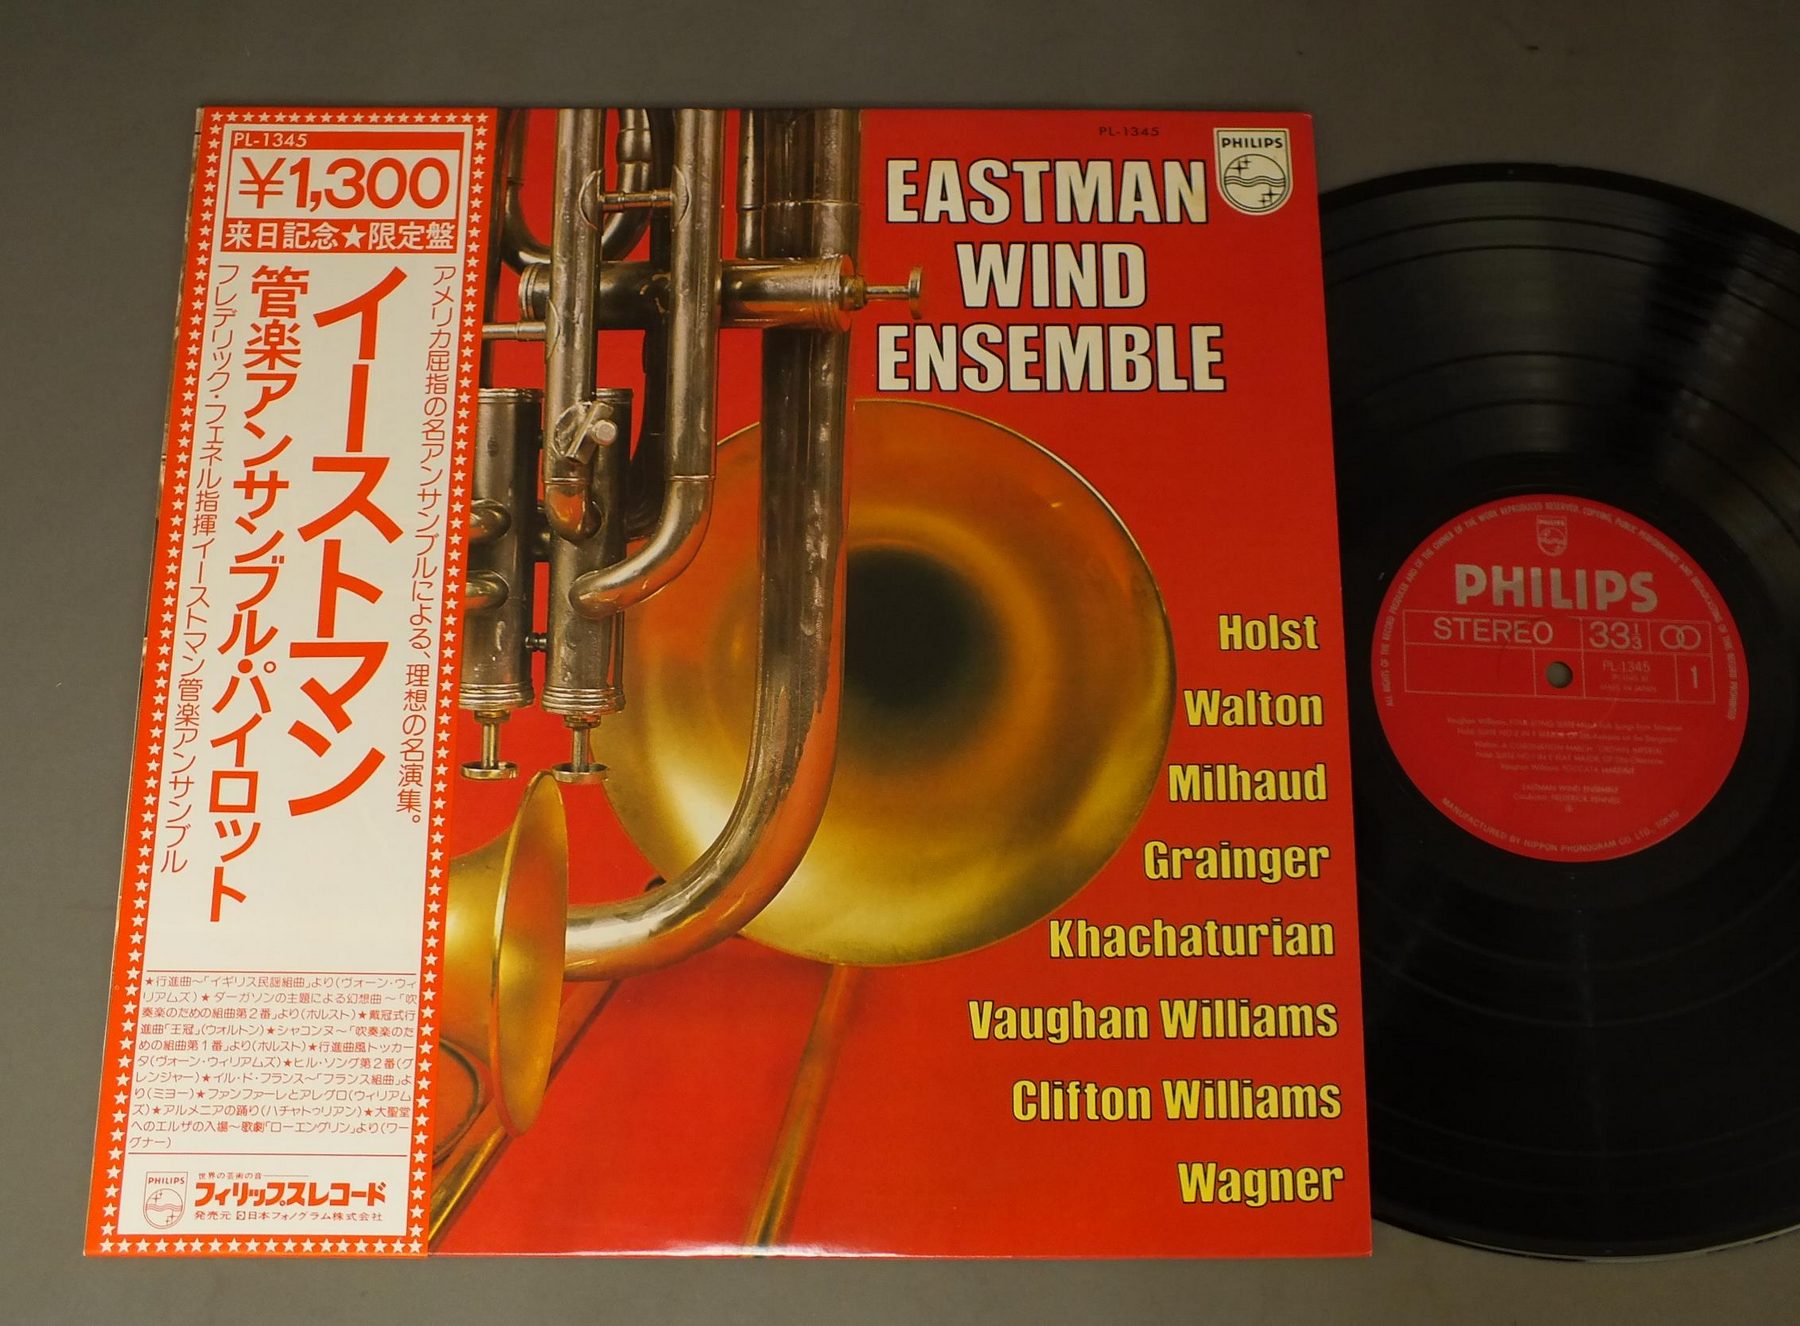 PL-1345
¥1,300
来日記念★限定盤
アメリカ屈指の名アンサンブルによる、理想の名演集。
イーストマン
管楽アンサンブル・パイロット
フレデリック・フェネル指揮イーストマン管楽アンサンブル
★行進曲〜「イギリス民謡組曲」より(ヴォーン・ウィ
リアムズ)★ダーガソンの主題による幻想曲〜「吹
奏楽のための組曲第2番」より(ホルスト)★戴冠式行
進曲「王冠」(ウォルトン)★シャコンヌ〜「吹奏楽のた
めの組曲第1番」より(ホルスト)★行進曲風トッカー
タ(ヴォーン・ウィリアムズ)★ヒル・ソング第2番(グ
レンジャー)★イル・ド・フランス〜「フランス組曲」よ
り(ミヨー)★ファンファーレとアレグロ(ウィリアム
ズ)★アルメニアの踊り(ハチャトゥリアン)★大聖堂
へのエルザの入場〜歌劇「ローエングリン」より(ワー
グナー)
PHILIPS
世界の芸術の音
フィリップスレコード
発売元 日本フォノグラム株式会社
PL-1345
PHILIPS
EASTMAN
WIND
ENSEMBLE
Holst
Walton
Milhaud
Grainger
Khachaturian
Vaughan Williams
Clifton Williams
Wagner
PHILIPS
STEREO
33 1/3
PL-1345
MADE IN JAPAN
1
EASTMAN WIND ENSEMBLE
Conductor: FREDERICK FENNELL
MANUFACTURED BY NIPPON PHONOGRAM CO. LTD., TOKYO